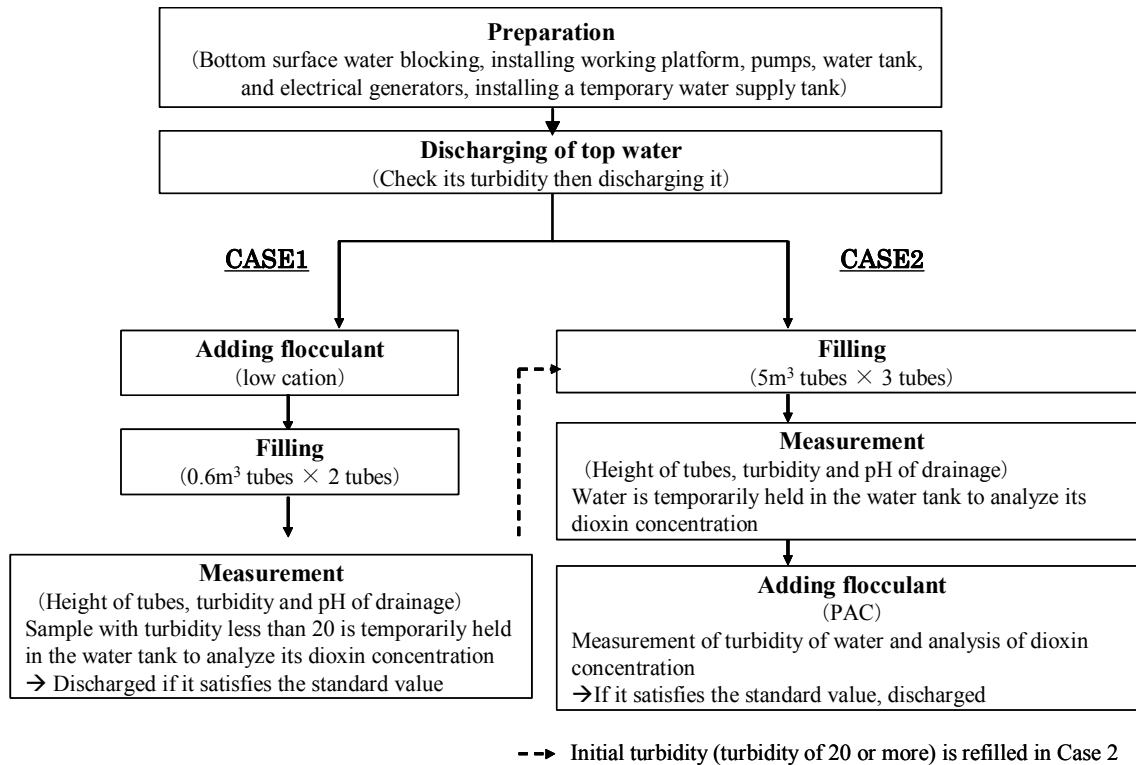 Preparation
(Bottom surface water blocking, installing working platform, pumps, water tank,
and electrical generators, installing a temporary water supply tank)
Discharging of top water
(Check its turbidity then discharging it)
CASE1
Adding flocculant
(low cation)
Filling
(0.6m³ tubes × 2 tubes)
Measurement
(Height of tubes, turbidity and pH of drainage)
Sample with turbidity less than 20 is temporarily held
in the water tank to analyze its dioxin concentration
→ Discharged if it satisfies the standard value
CASE2
Filling
(5m³ tubes × 3 tubes)
Measurement
(Height of tubes, turbidity and pH of drainage)
Water is temporarily held in the water tank to analyze its
dioxin concentration
Adding flocculant
(PAC)
Measurement of turbidity of water and analysis of dioxin
concentration
→If it satisfies the standard value, discharged
Initial turbidity (turbidity of 20 or more) is refilled in Case 2